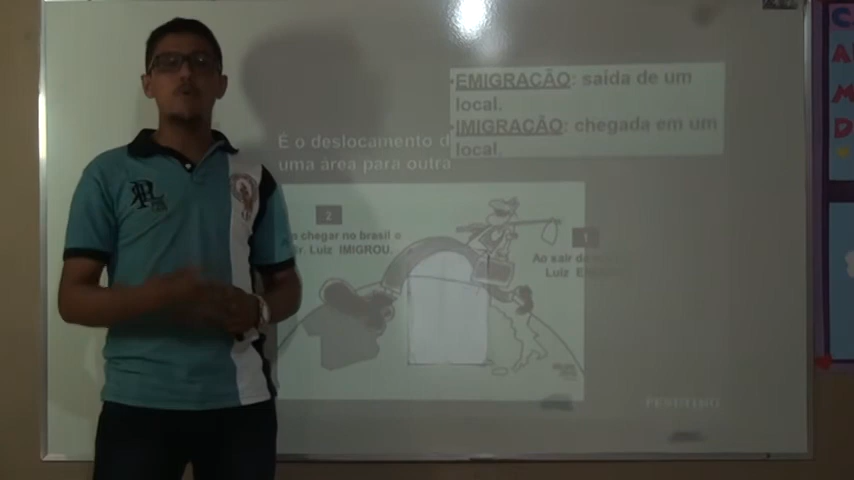 •EMIGRAÇÃO: saída de um
local.
•IMIGRAÇÃO: chegada em um
local.
É o deslocamento d
uma área para outra
2
chegar no brasil o
Luiz IMIGROU.
1
Ao sair de
Luiz